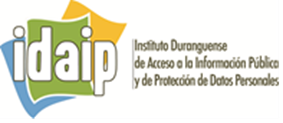 idaip
Instituto Duranguense
de Acceso a la Información Pública
y de Protección de Datos Personales